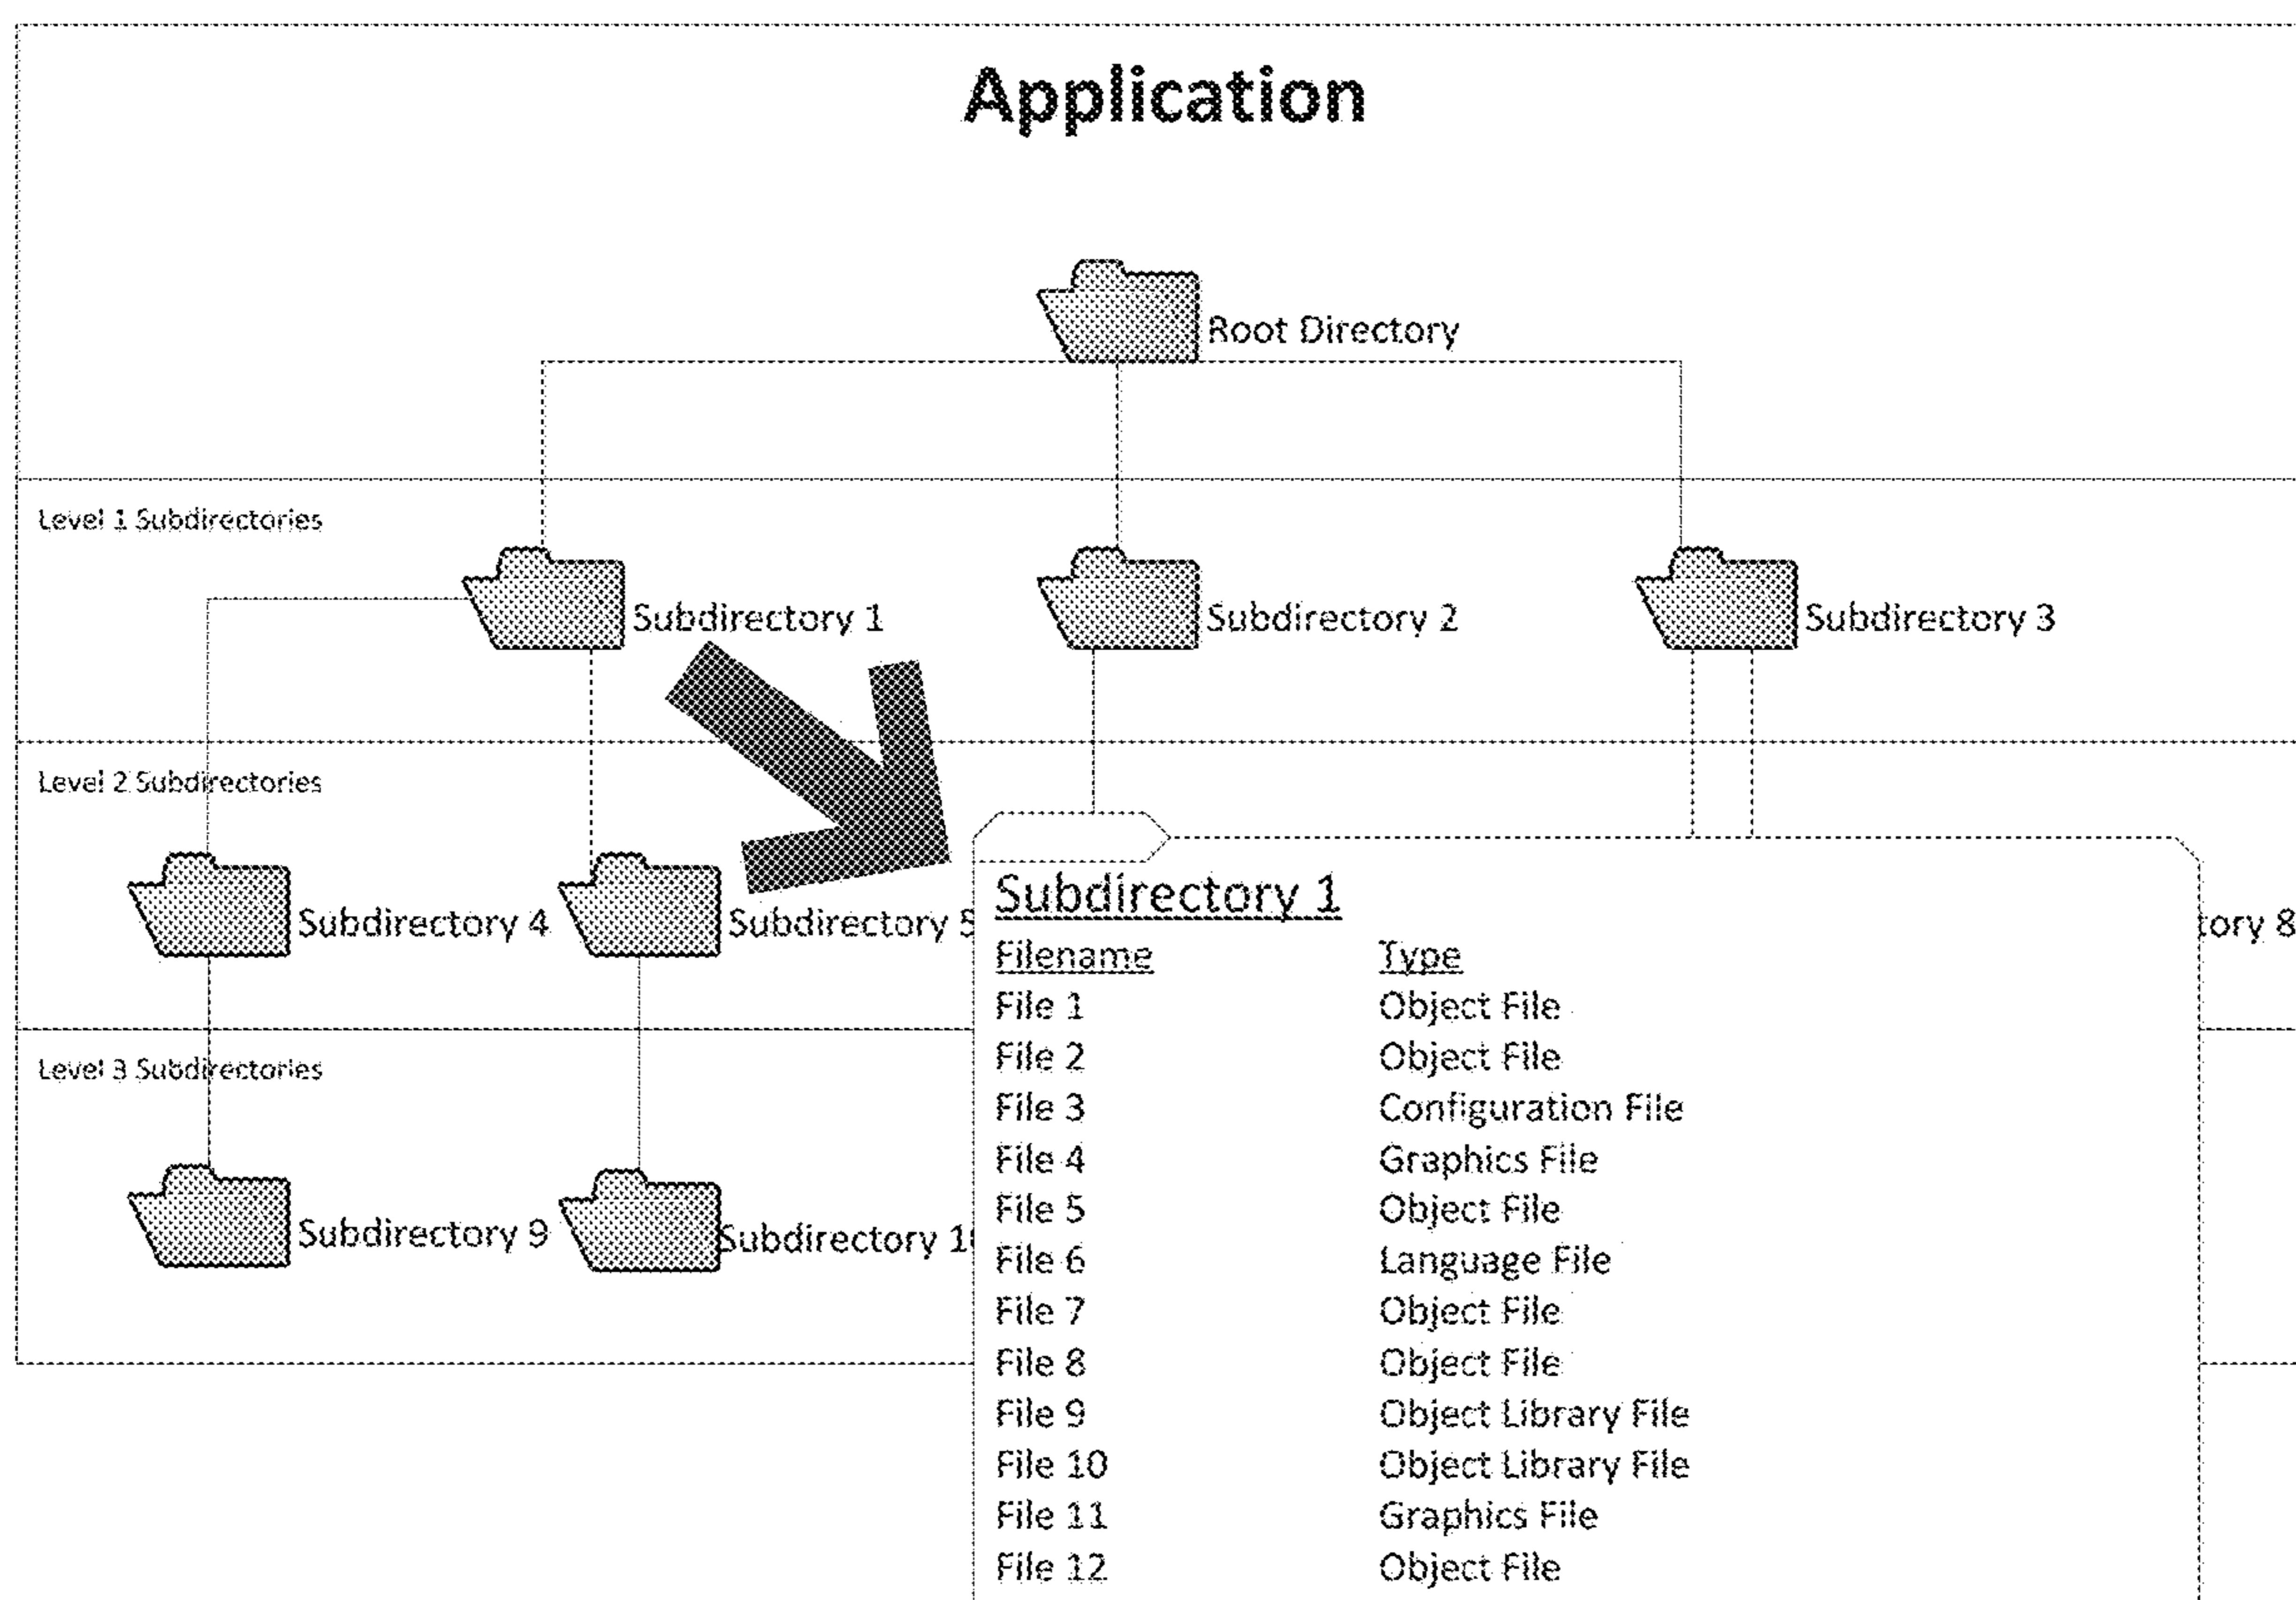 Application
Root Directory
Level 1 Subdirectories
Subdirectory 1
Subdirectory 2
Subdirectory 3
Level 2 Subdirectories
Subdirectory 4
Subdirectory 5
tory 8
Level 3 Subdirectories
Subdirectory 9
Subdirectory 1
Subdirectory 1
Filename Type
File 1 Object File
File 2 Object File
File 3 Configuration File
File 4 Graphics File
File 5 Object File
File 6 Language File
File 7 Object File
File 8 Object File
File 9 Object Library File
File 10 Object Library File
File 11 Graphics File
File 12 Object File